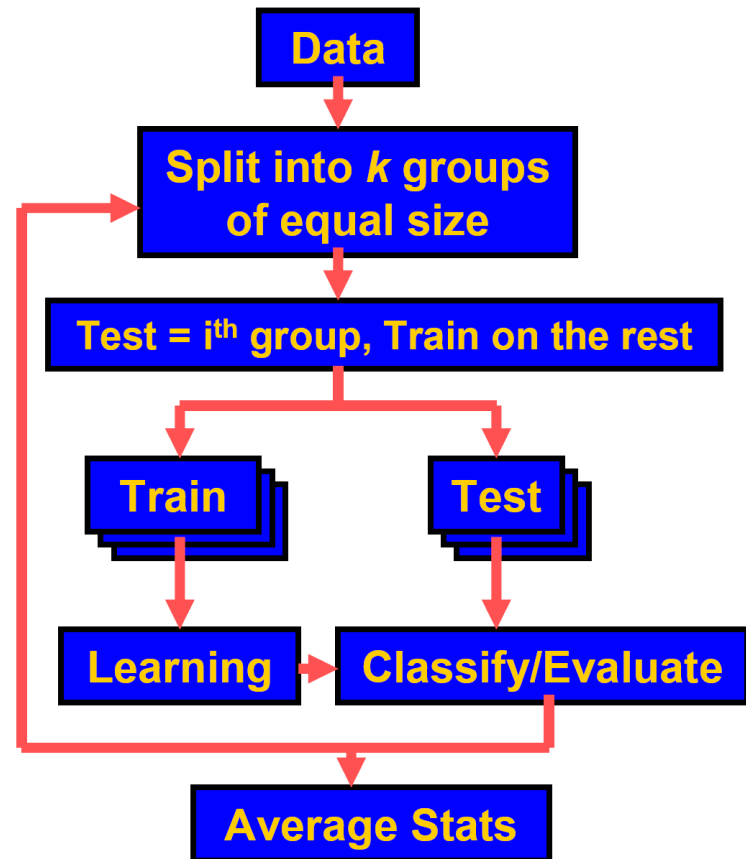 Data
Split into k groups
of equal size
Test = iᵗʰ group, Train on the rest
Train
Test
Learning
Classify/Evaluate
Average Stats